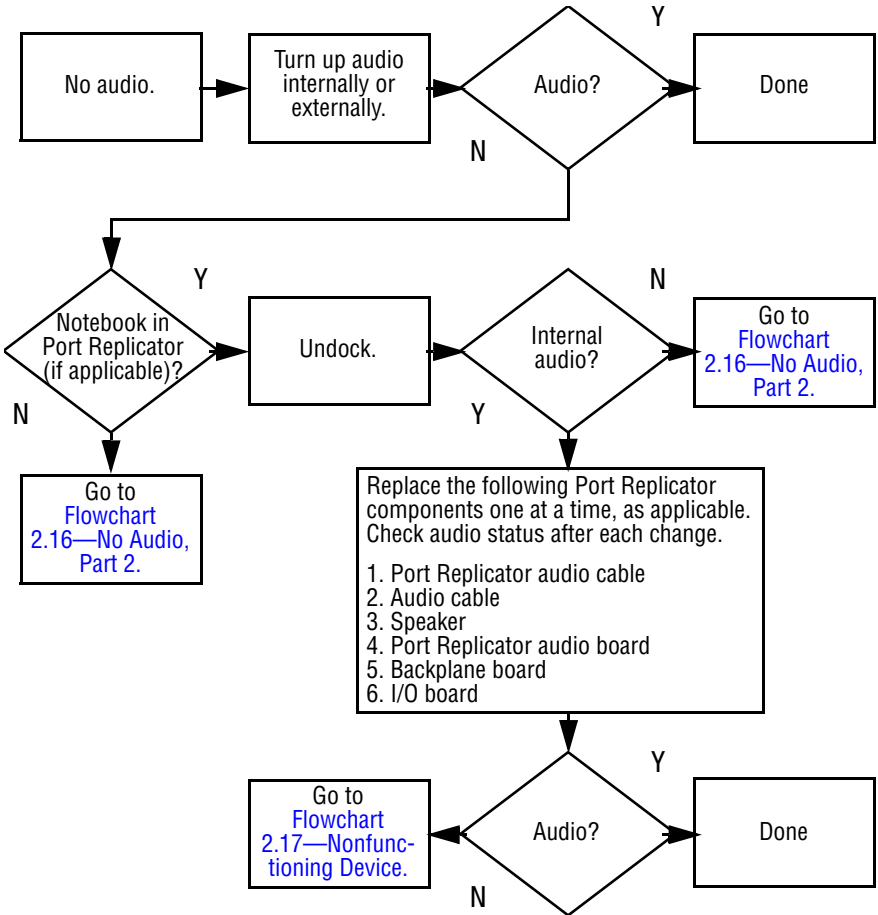 No audio.
Turn up audio
internally or
externally.
Audio?
Y
Done
N
Notebook in
Port Replicator
(if applicable)?
Y
N
Undock.
Internal
audio?
N
Y
Go to
Flowchart
2.16—No Audio,
Part 2.
Go to
Flowchart
2.16—No Audio,
Part 2.
Replace the following Port Replicator
components one at a time, as applicable.
Check audio status after each change.
1. Port Replicator audio cable
2. Audio cable
3. Speaker
4. Port Replicator audio board
5. Backplane board
6. I/O board
Audio?
Y
Done
N
Go to
Flowchart
2.17—Nonfunc-
tioning Device.